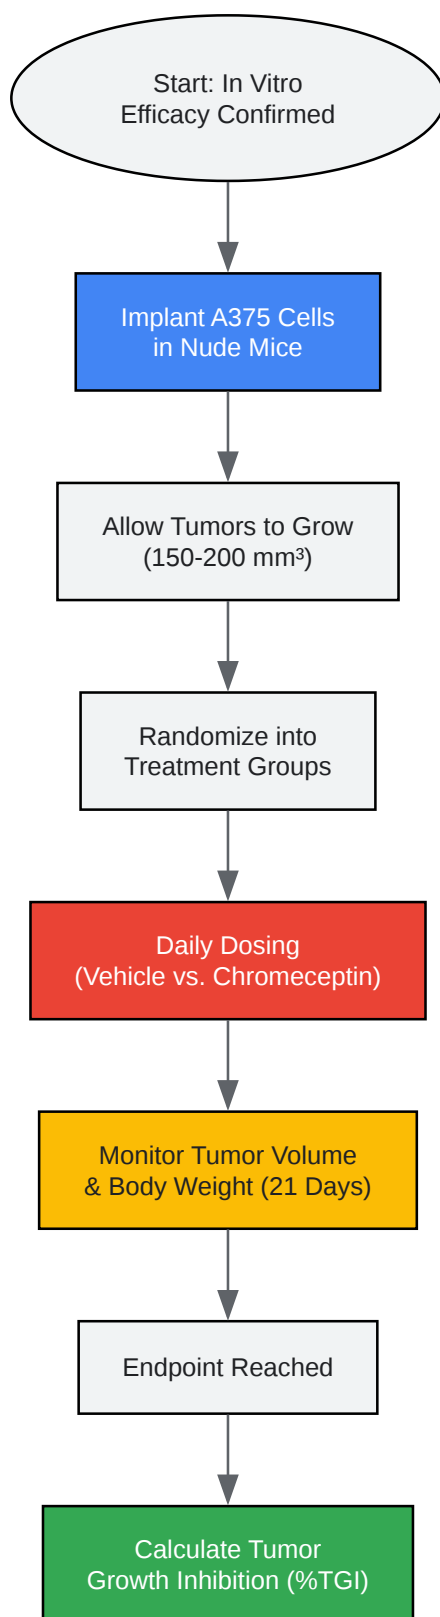 Start: In Vitro
Efficacy Confirmed
Implant A375 Cells
in Nude Mice
Allow Tumors to Grow
(150-200 mm³)
Randomize into
Treatment Groups
Daily Dosing
(Vehicle vs. Chromeceptin)
Monitor Tumor Volume
& Body Weight (21 Days)
Endpoint Reached
Calculate Tumor
Growth Inhibition (%TGI)